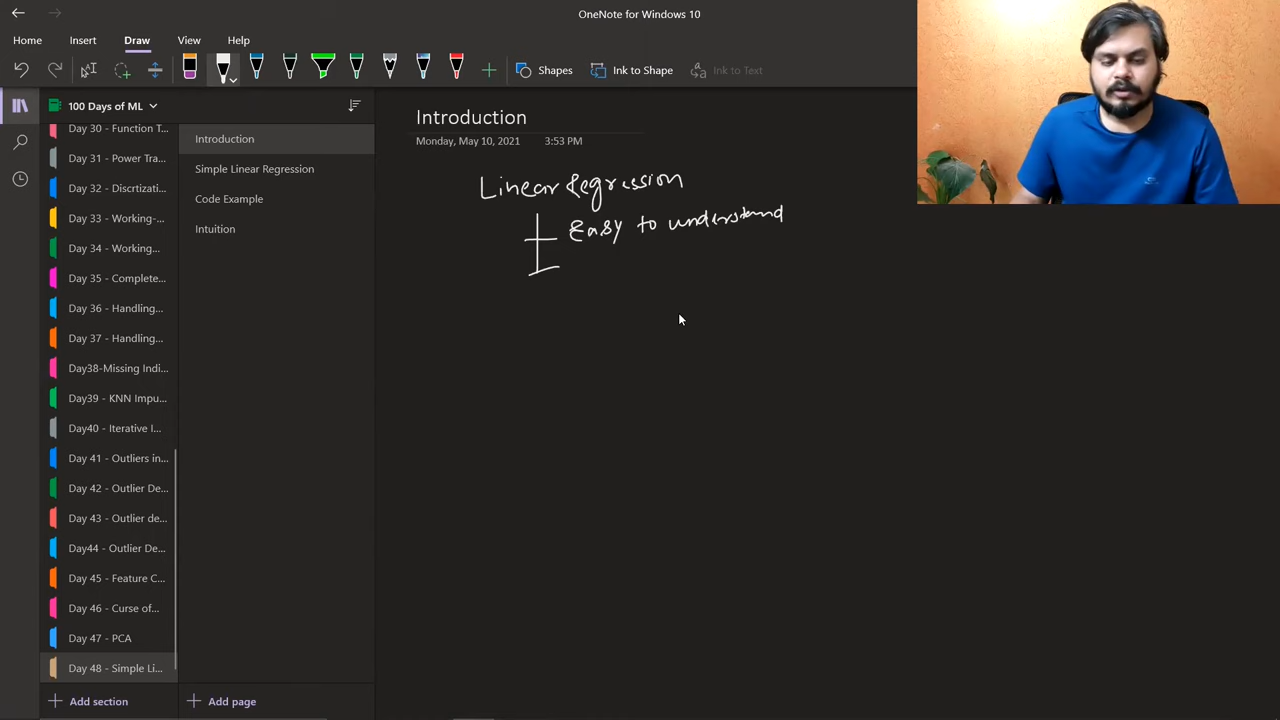 OneNote for Windows 10
Home
Insert
Draw
View
Help
Shapes
Ink to Shape
Ink to Text
100 Days of ML
Day 30 - Function T...
Day 31 - Power Tra...
Day 32 - Discrtizati...
Day 33 - Working-...
Day 34 - Working...
Day 35 - Complete...
Day 36 - Handling...
Day 37 - Handling...
Day38-Missing Indi...
Day39 - KNN Impu...
Day40 - Iterative I...
Day 41 - Outliers in...
Day 42 - Outlier De...
Day 43 - Outlier de...
Day44 - Outlier De...
Day 45 - Feature C...
Day 46 - Curse of...
Day 47 - PCA
Day 48 - Simple Li...
Add section
Introduction
Simple Linear Regression
Code Example
Intuition
Add page
Introduction
Monday, May 10, 2021 3:53 PM
Linear Regression
Easy to understand